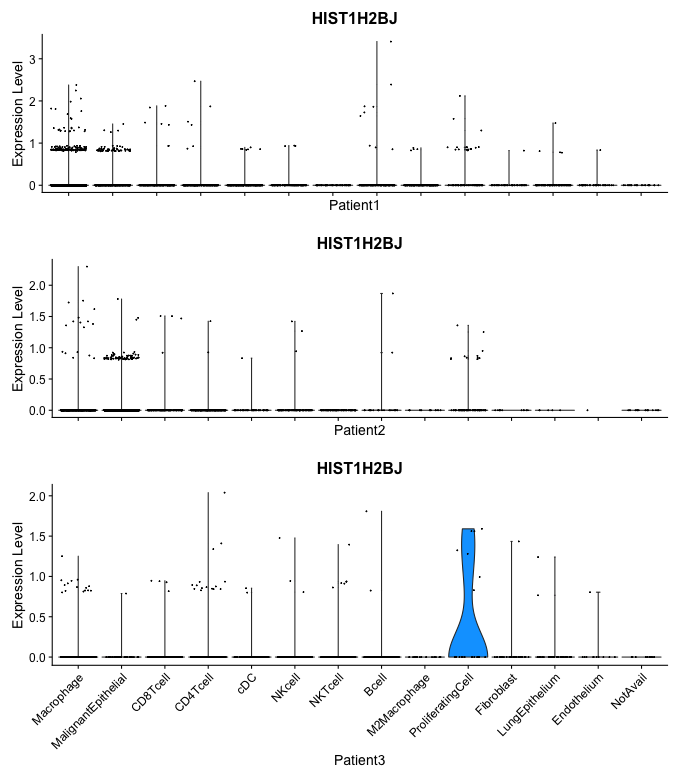 HIST1H2BJ
Expression Level
3
2
1
0
Patient1
HIST1H2BJ
Expression Level
2.0
1.5
1.0
0.5
0.0
Patient2
HIST1H2BJ
Expression Level
2.0
1.5
1.0
0.5
0.0
Macrophage
MalignantEpithelial
CD8Tcell
CD4Tcell
cDC
NKcell
NKTcell
Bcell
M2Macrophage
ProliferatingCell
Fibroblast
LungEpithelium
Endothelium
NotAvail
Patient3